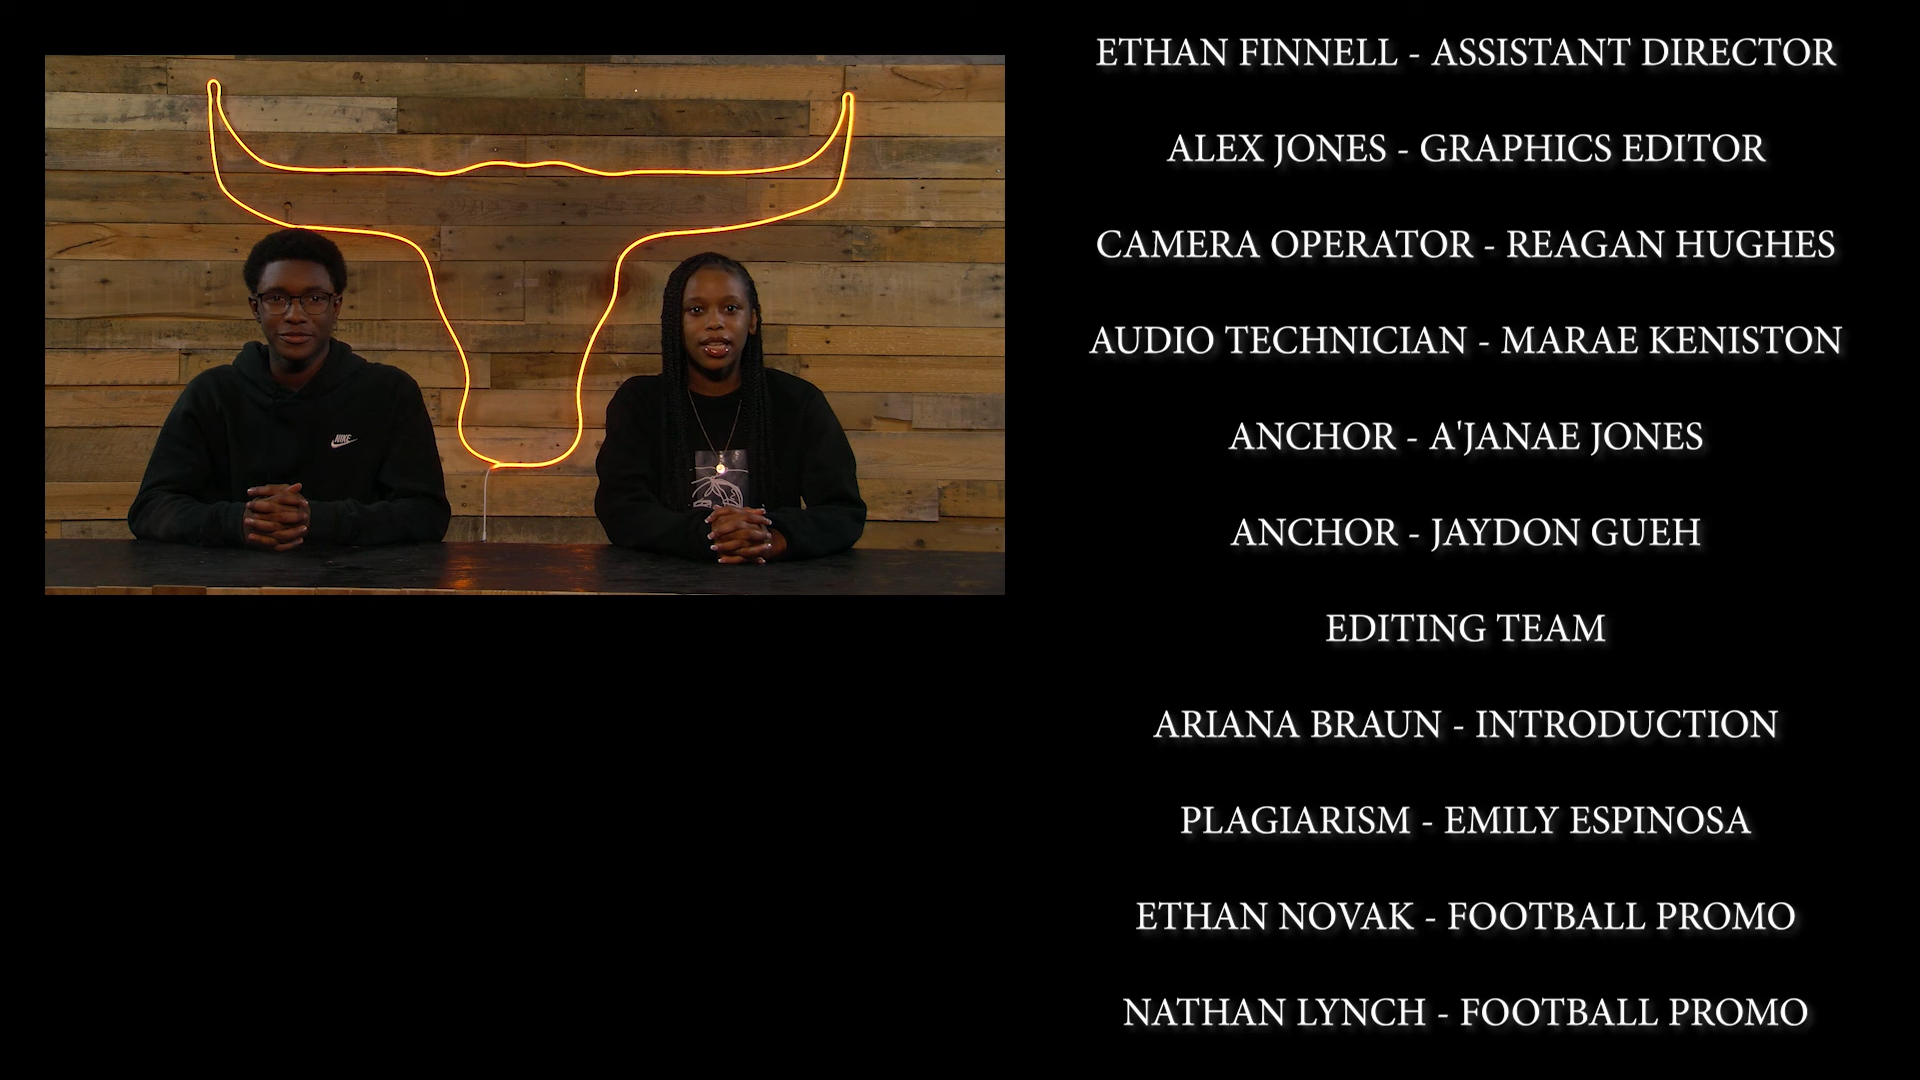 NIKE
ETHAN FINNELL - ASSISTANT DIRECTOR
ALEX JONES - GRAPHICS EDITOR
CAMERA OPERATOR - REAGAN HUGHES
AUDIO TECHNICIAN - MARAE KENISTON
ANCHOR - A'JANAE JONES
ANCHOR - JAYDON GUEH
EDITING TEAM
ARIANA BRAUN - INTRODUCTION
PLAGIARISM - EMILY ESPINOSA
ETHAN NOVAK - FOOTBALL PROMO
NATHAN LYNCH - FOOTBALL PROMO